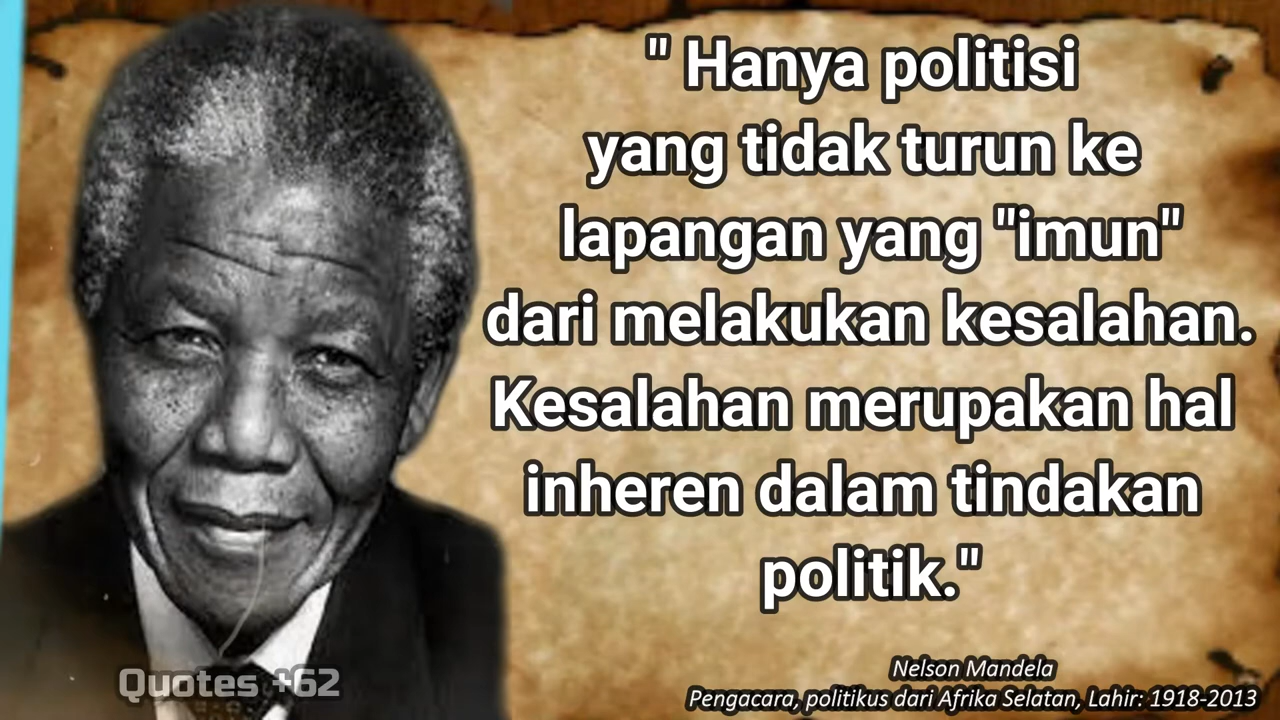 " Hanya politisi
yang tidak turun ke
lapangan yang "imun"
dari melakukan kesalahan.
Kesalahan merupakan hal
inheren dalam tindakan
politik."
Nelson Mandela
Pengacara, politikus dari Afrika Selatan, Lahir: 1918-2013
Quotes +62